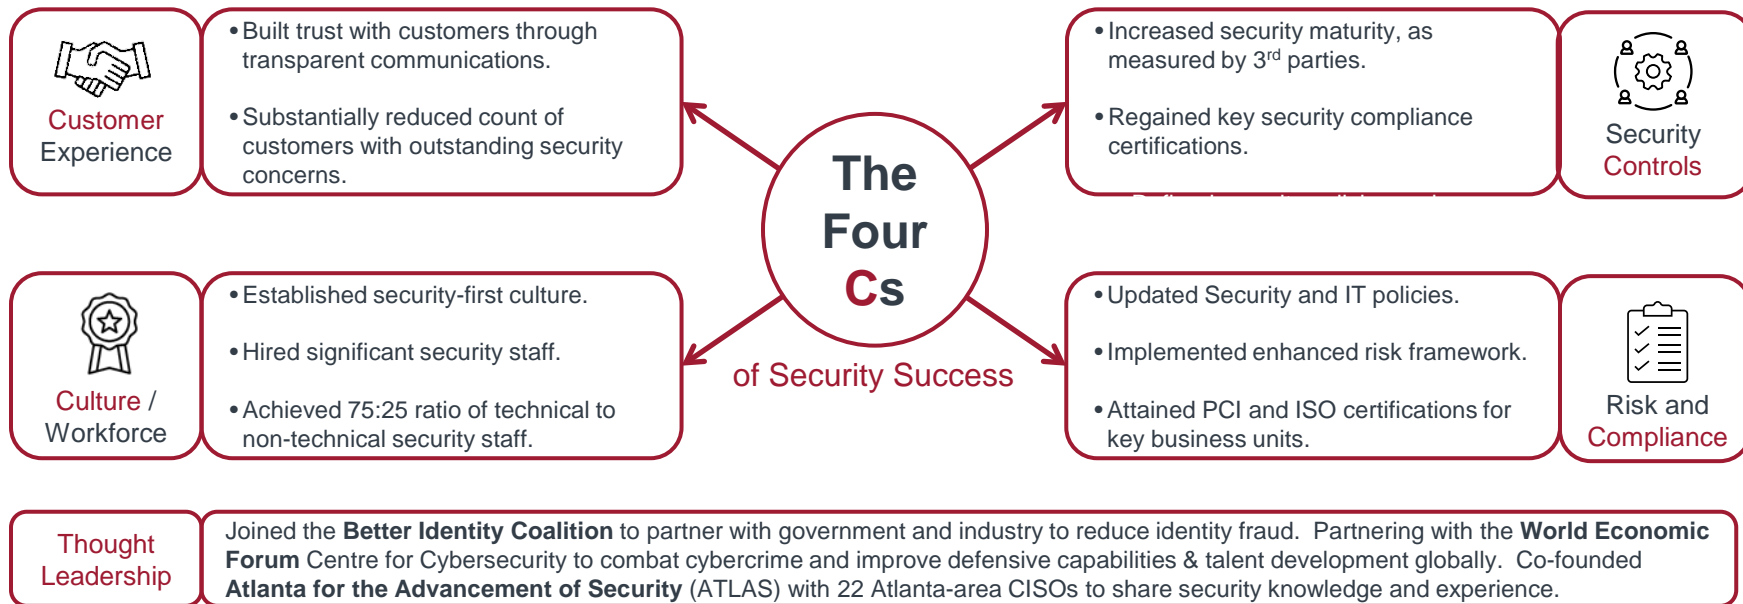 Customer
Experience
• Built trust with customers through
transparent communications.
• Substantially reduced count of
customers with outstanding security
concerns.
• Increased security maturity, as
measured by 3rd parties.
• Regained key security compliance
certifications.
Security
Controls
The
Four
Cs
of Security Success
Culture /
Workforce
• Established security-first culture.
• Hired significant security staff.
• Achieved 75:25 ratio of technical to
non-technical security staff.
• Updated Security and IT policies.
• Implemented enhanced risk framework.
• Attained PCI and ISO certifications for
key business units.
Risk and
Compliance
Thought
Leadership
Joined the Better Identity Coalition to partner with government and industry to reduce identity fraud. Partnering with the World Economic
Forum Centre for Cybersecurity to combat cybercrime and improve defensive capabilities & talent development globally. Co-founded
Atlanta for the Advancement of Security (ATLAS) with 22 Atlanta-area CISOs to share security knowledge and experience.